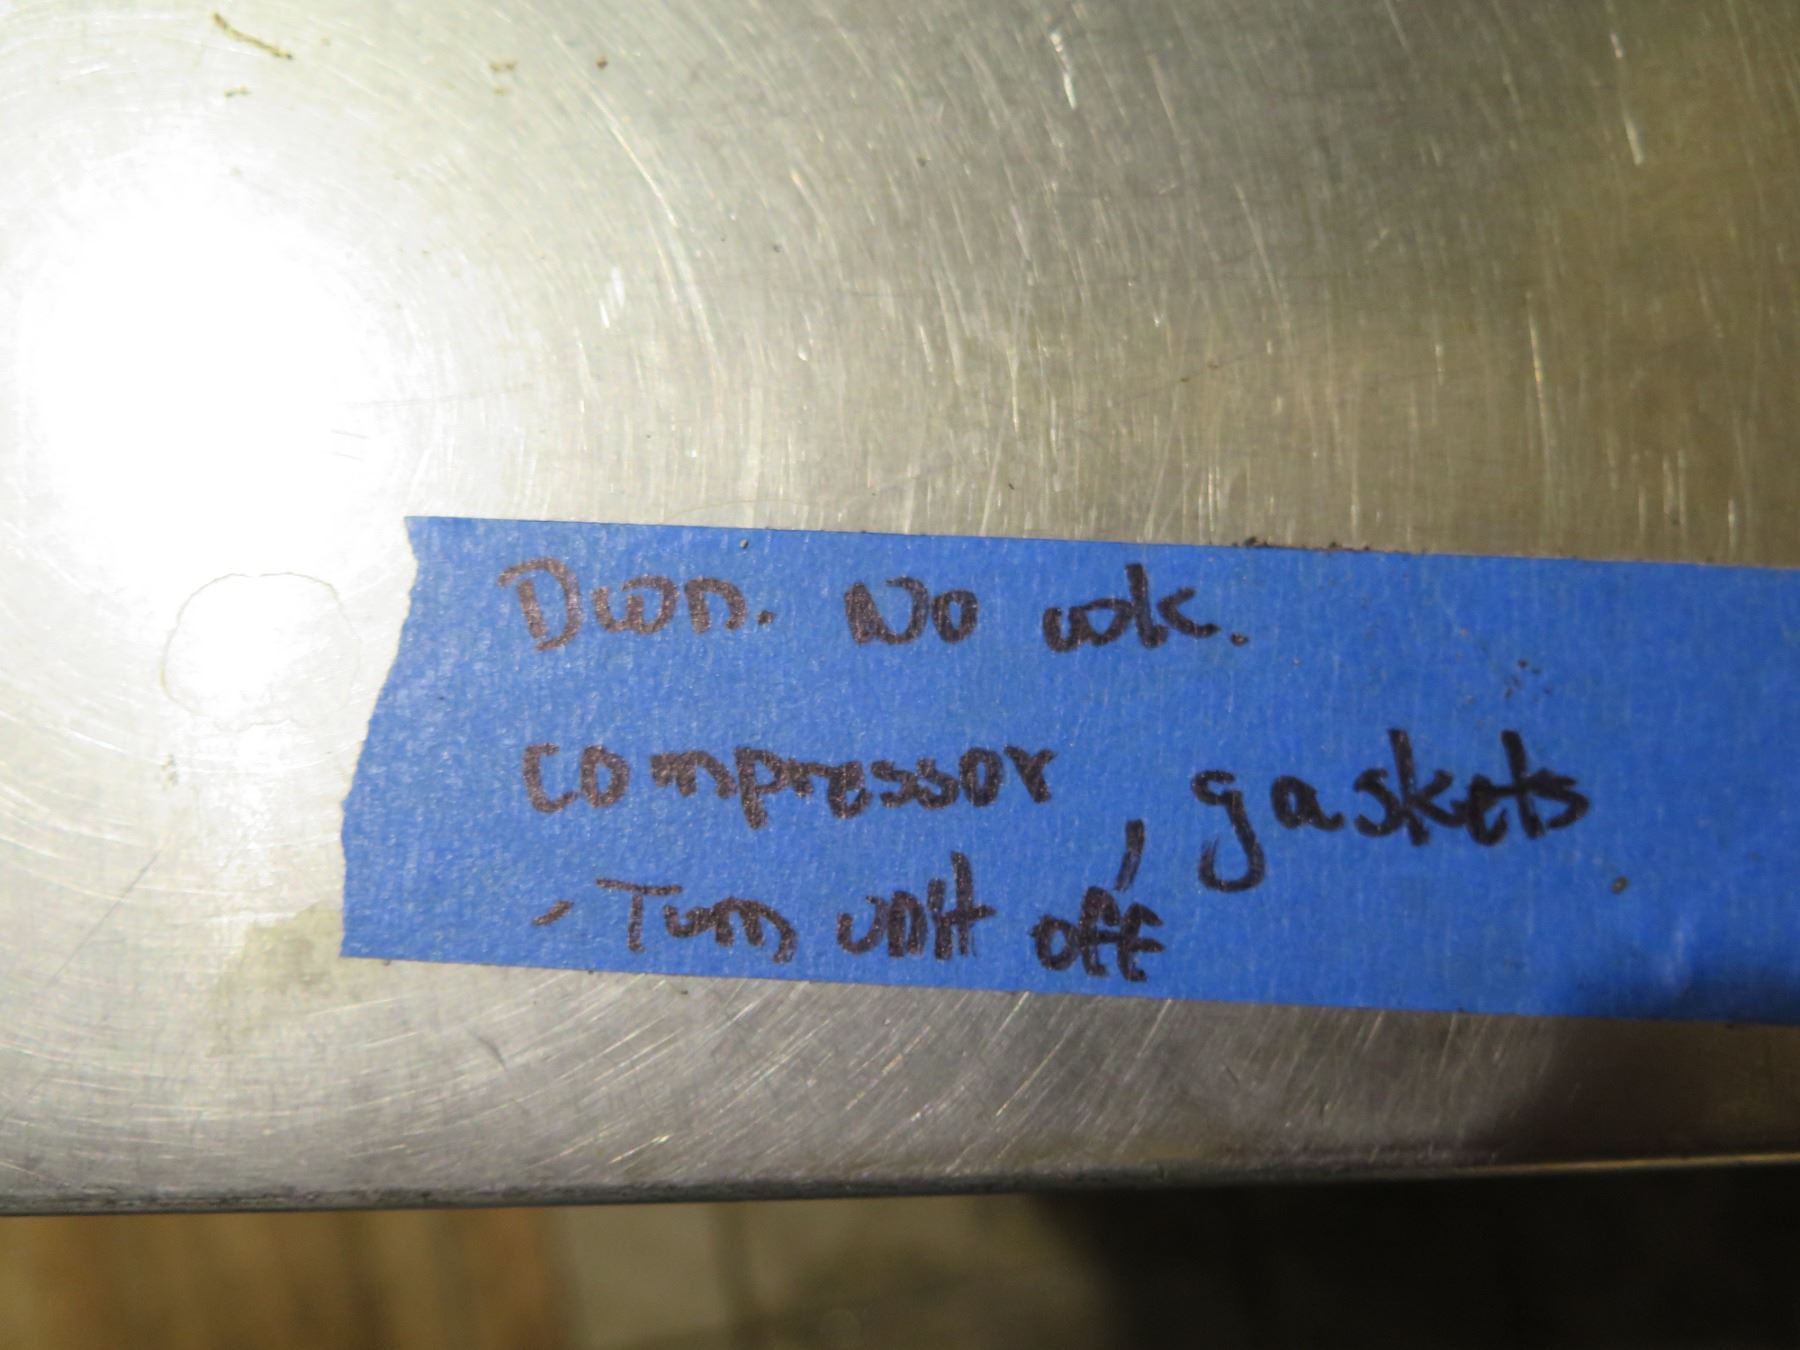 Dwn. No wk.
compressor, gaskets
- Turn unit off